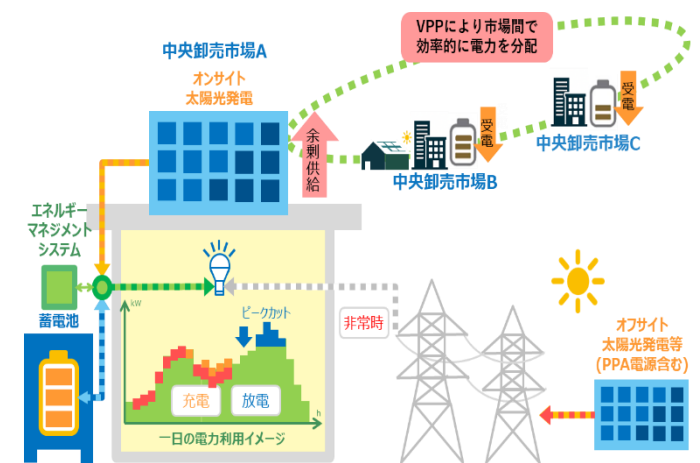 VPPにより市場間で
効率的に電力を分配
中央卸売市場A
オンサイト
太陽光発電
余剰供給
受電
中央卸売市場B
受電
中央卸売市場C
エネルギー
マネジメント
システム
蓄電池
kW
ピークカット
充電
放電
h
一日の電力利用イメージ
非常時
オフサイト
太陽光発電等
(PPA電源含む)